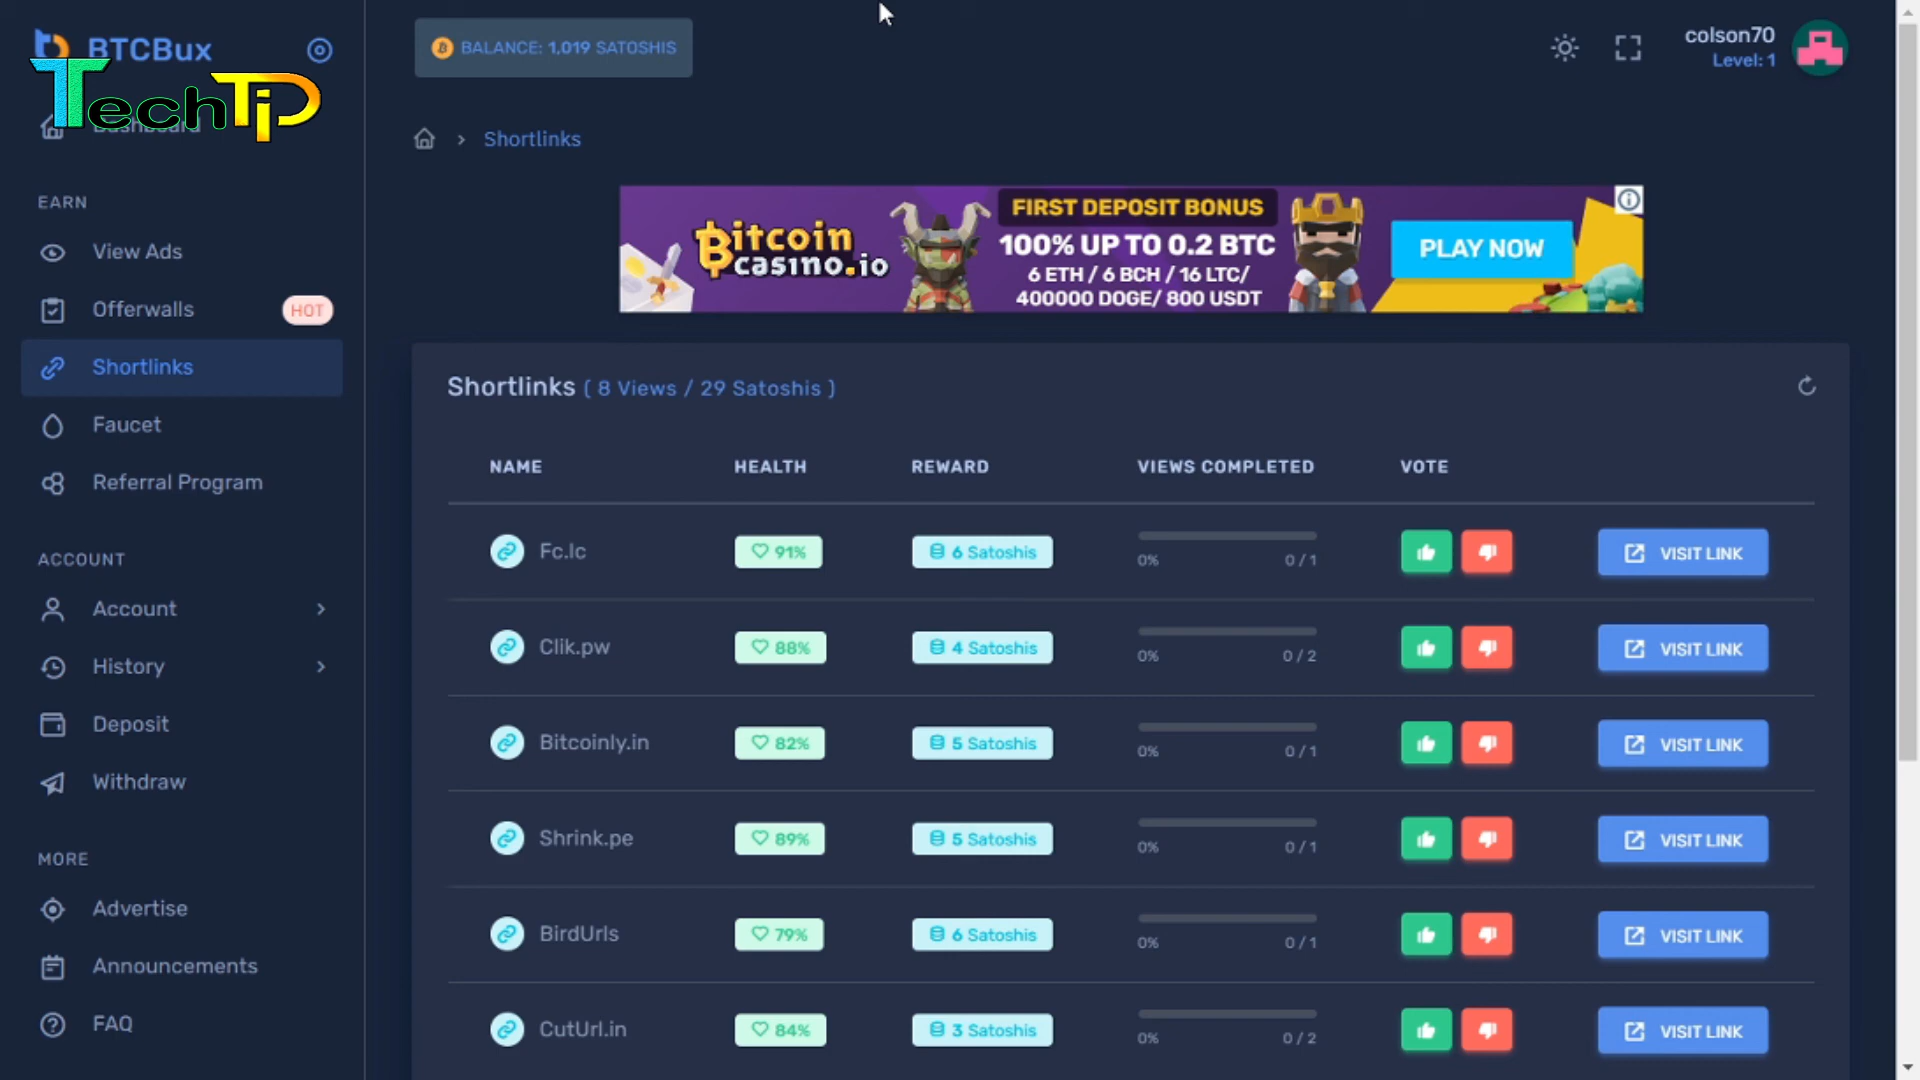 BTCBux
TechTip
Dashboard
EARN
View Ads
Offerwalls
HOT
Shortlinks
Faucet
Referral Program
ACCOUNT
Account
History
Deposit
Withdraw
MORE
Advertise
Announcements
FAQ
BALANCE: 1,019 SATOSHIS
colson70
Level: 1
Shortlinks
Bitcoin
casino.io
FIRST DEPOSIT BONUS
100% UP TO 0.2 BTC
6 ETH / 6 BCH / 16 LTC/
400000 DOGE/ 800 USDT
PLAY NOW
Shortlinks ( 8 Views / 29 Satoshis )
NAME HEALTH REWARD VIEWS COMPLETED VOTE
Fc.lc 91% 6 Satoshis 0% 0 / 1 VISIT LINK
Clik.pw 88% 4 Satoshis 0% 0 / 2 VISIT LINK
Bitcoinly.in 82% 5 Satoshis 0% 0 / 1 VISIT LINK
Shrink.pe 89% 5 Satoshis 0% 0 / 1 VISIT LINK
BirdUrls 79% 6 Satoshis 0% 0 / 1 VISIT LINK
CutUrl.in 84% 3 Satoshis 0% 0 / 2 VISIT LINK